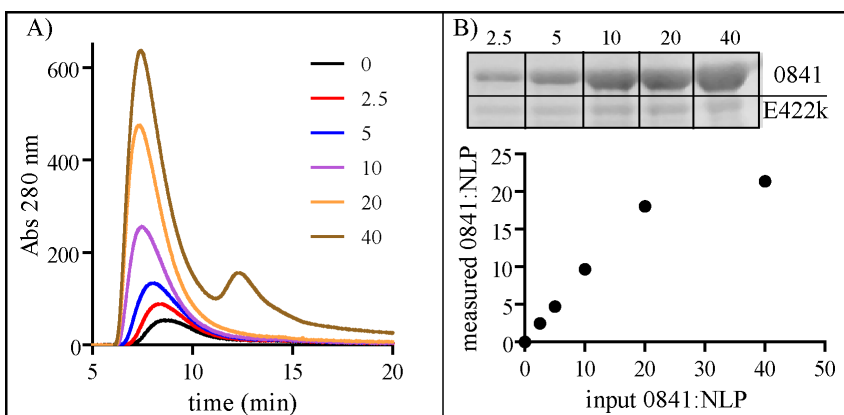 A)
600
400
200
0
Abs 280 nm
5 10 15 20
time (min)
0
2.5
5
10
20
40
B)
2.5 5 10 20 40
0841
E422k
25
20
15
10
5
0
measured 0841:NLP
0 10 20 30 40 50
input 0841:NLP